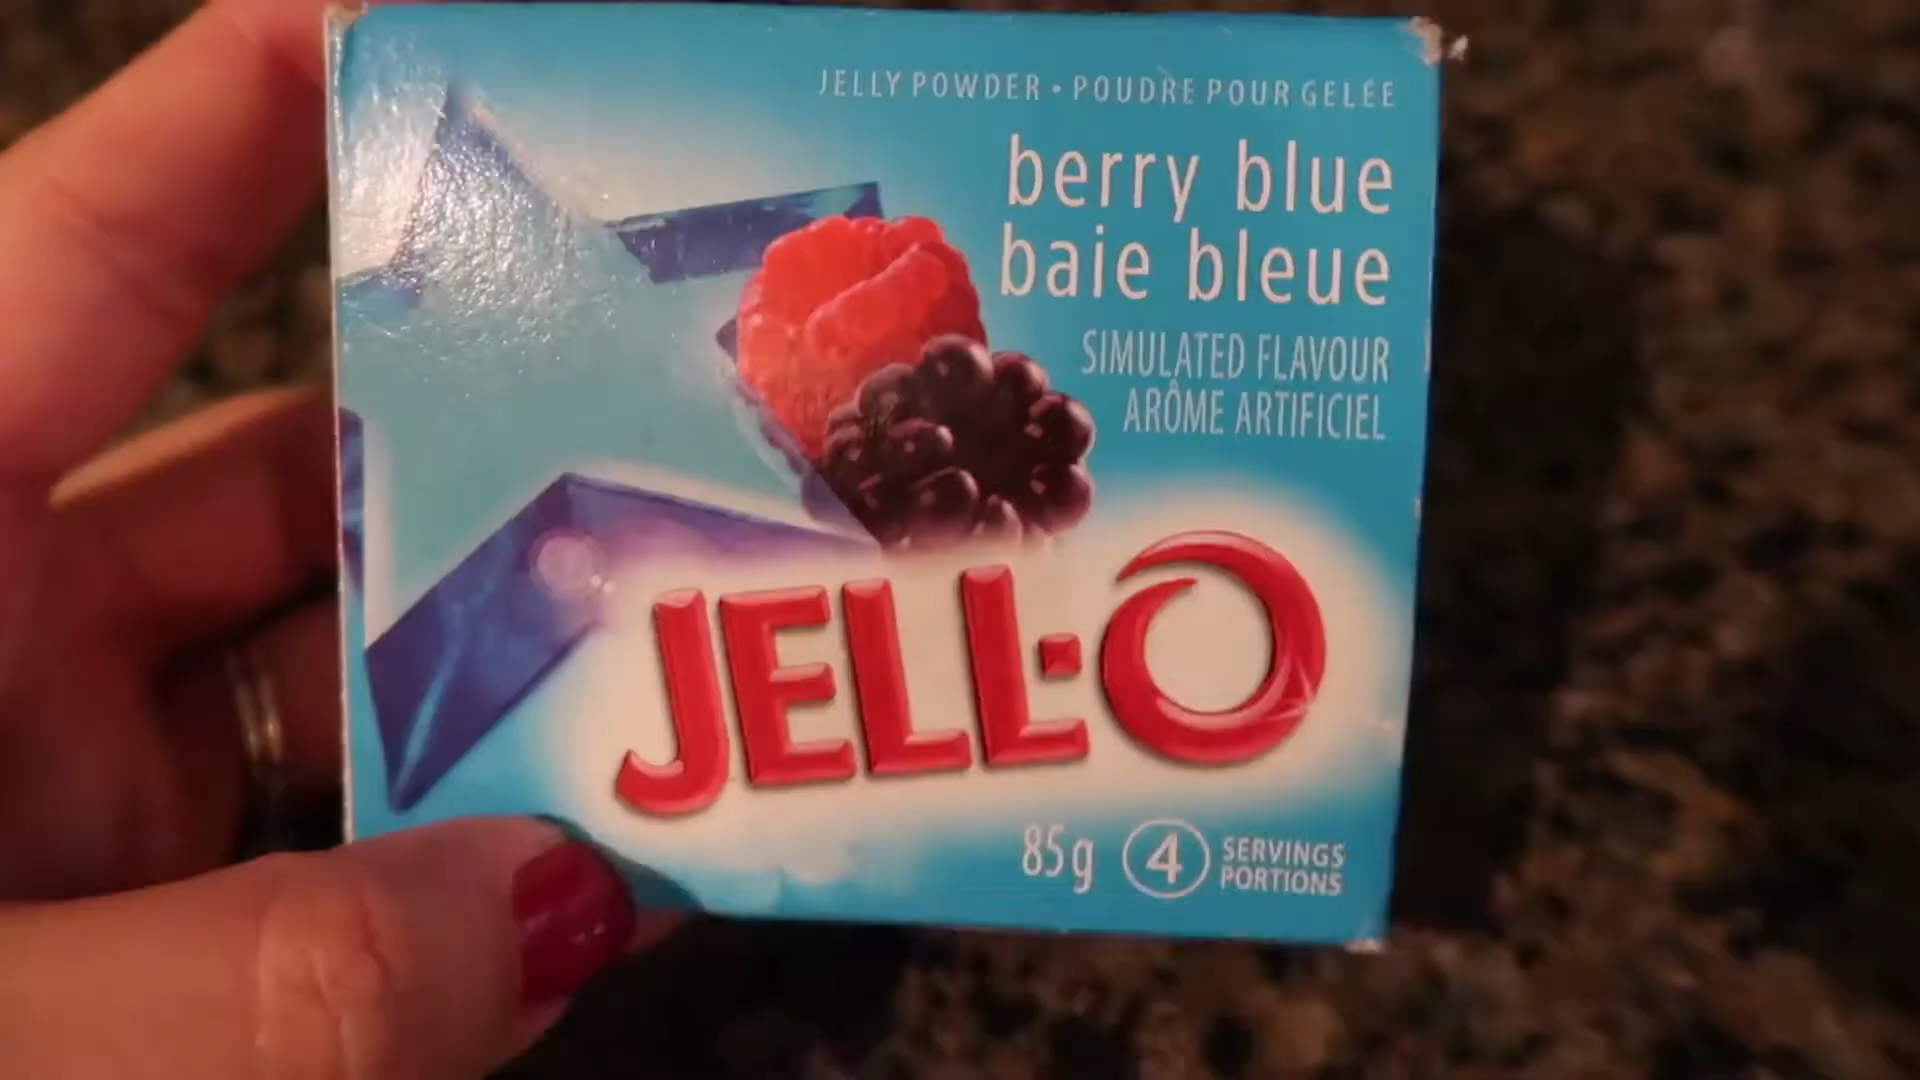 JELLY POWDER • POUDRE POUR GELÉE
berry blue
baie bleue
SIMULATED FLAVOUR
ARÔME ARTIFICIEL
JELL-O
85g 4 SERVINGS
PORTIONS